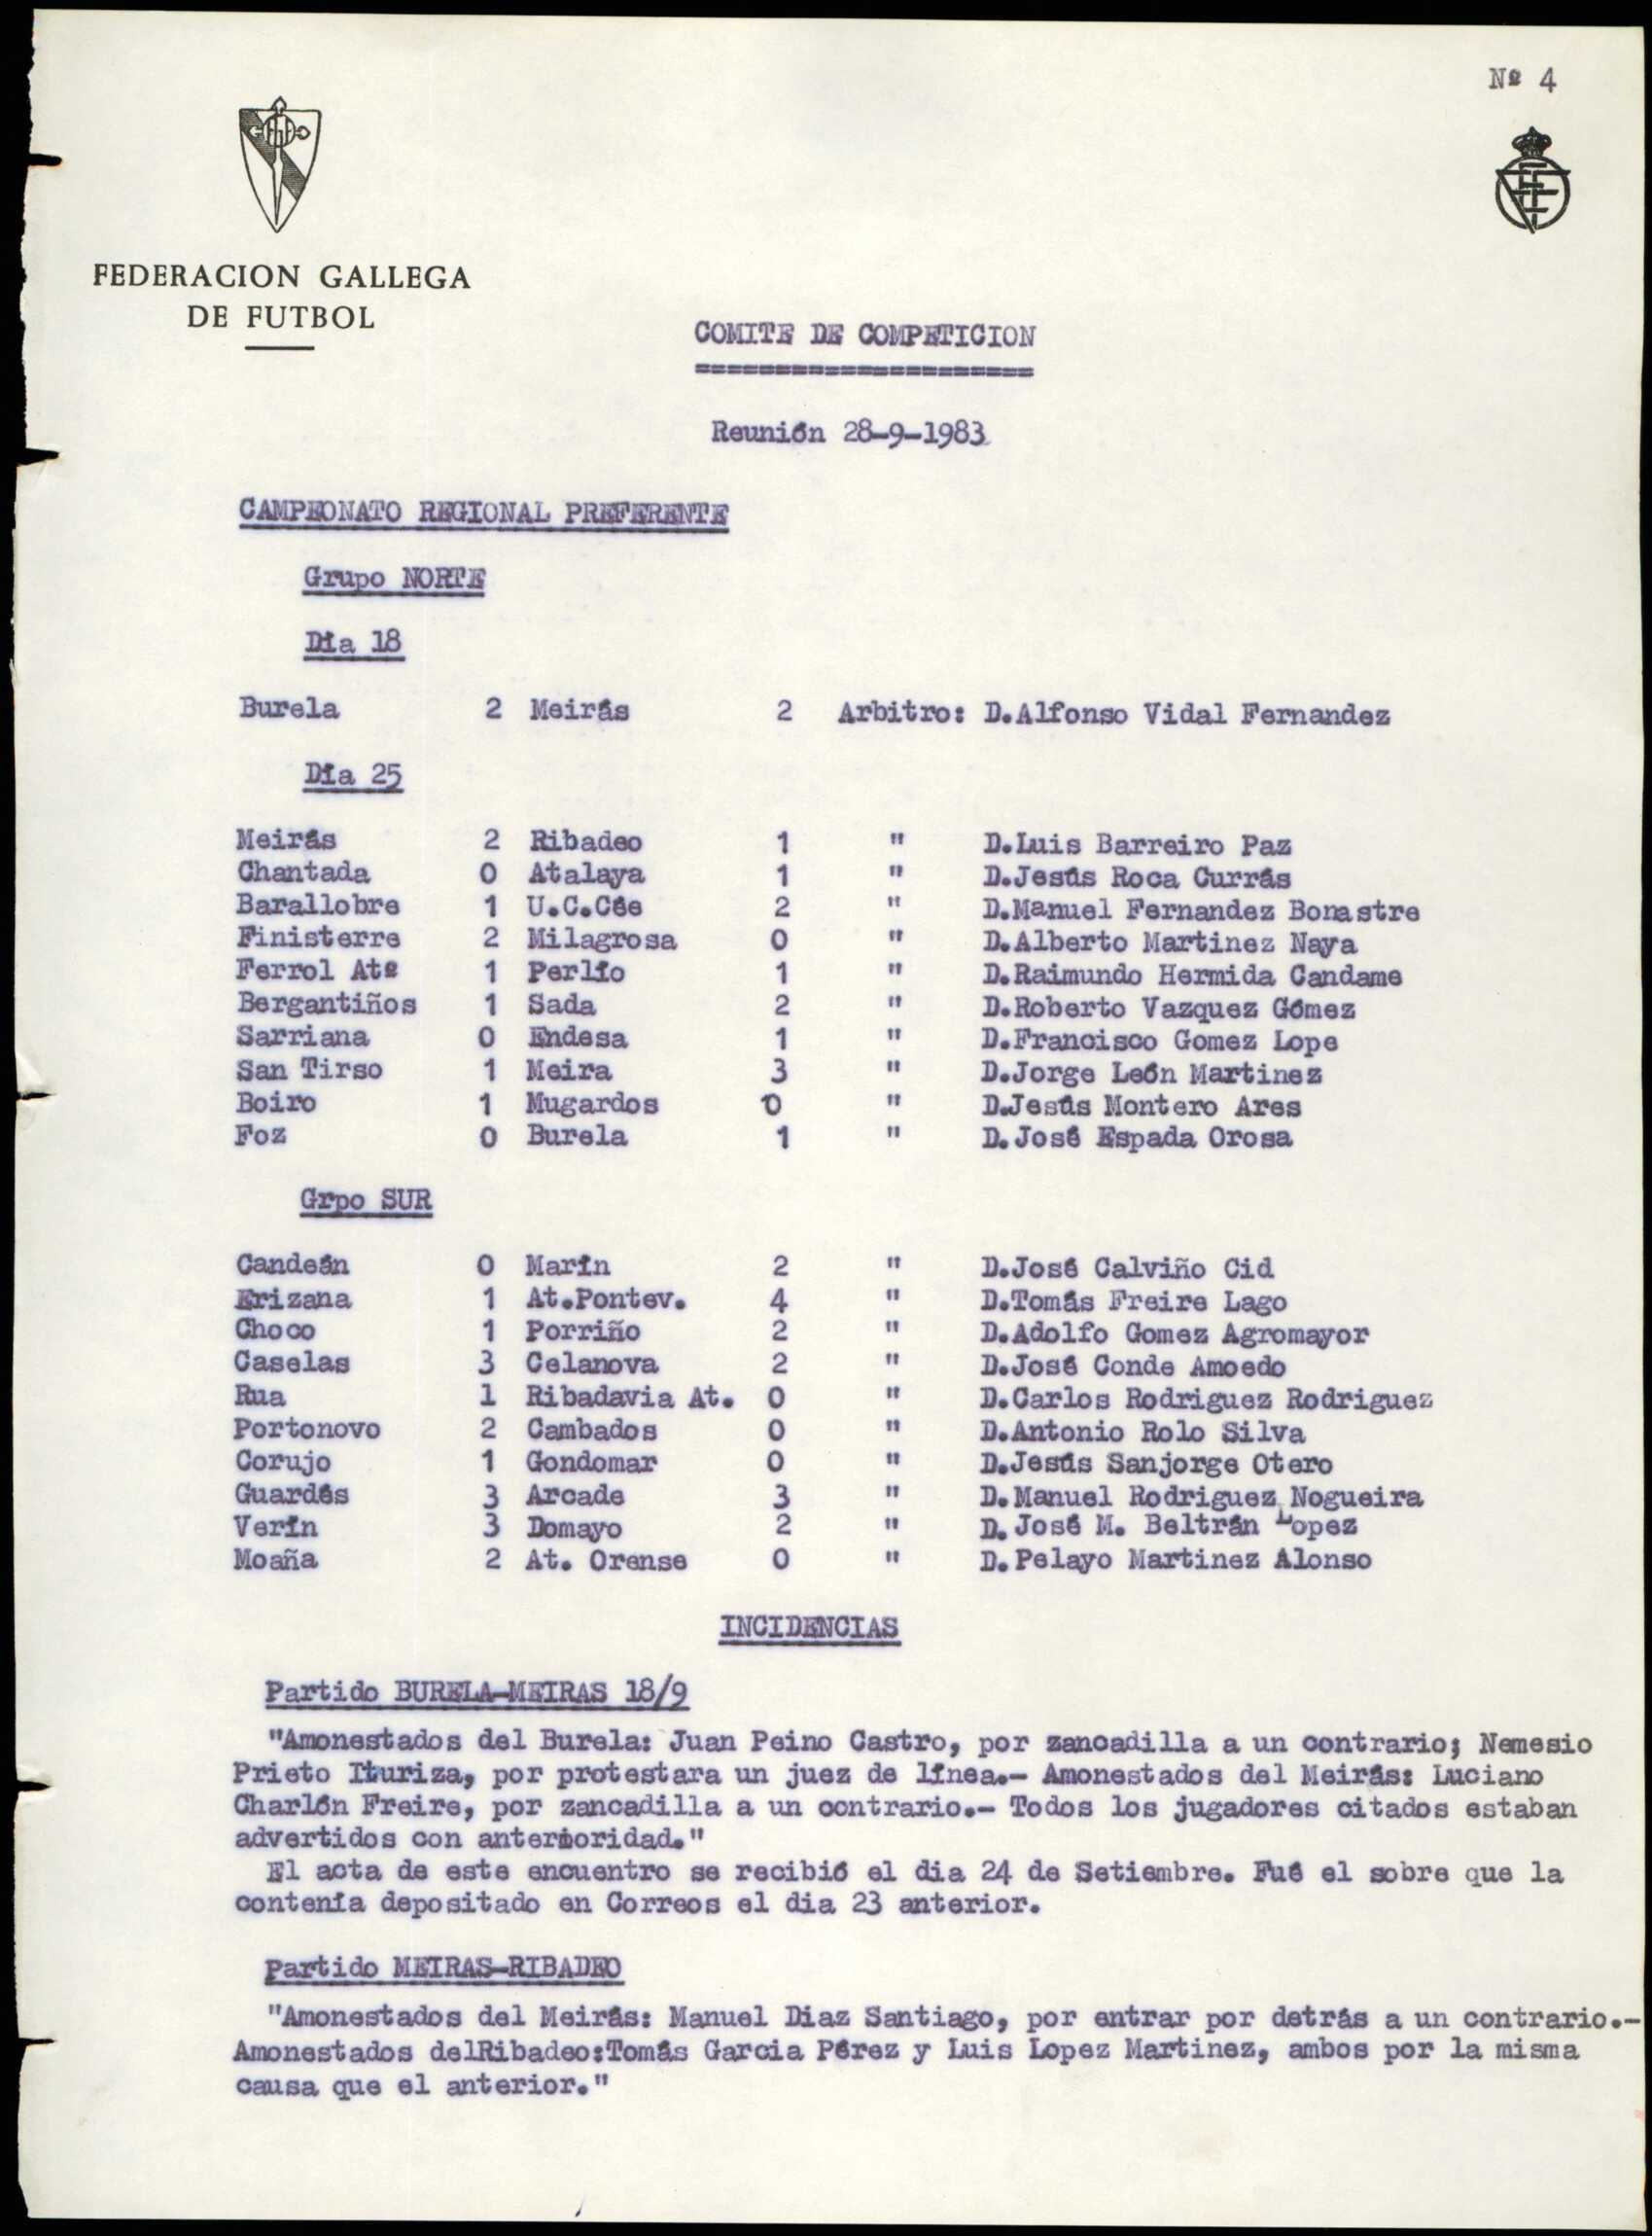 Nº 4
FEDERACION GALLEGA
DE FUTBOL
COMITE DE COMPETICION
=====================
Reunión 28-9-1983
CAMPEONATO REGIONAL PREFERENTE
Grupo NORTE
Día 18
Burela 2 Meirás 2 Arbitro: D.Alfonso Vidal Fernandez
Día 25
Meirás 2 Ribadeo 1 " D.Luis Barreiro Paz
Chantada 0 Atalaya 1 " D.Jesús Roca Currás
Barallobre 1 U.C.Cée 2 " D.Manuel Fernandez Bonastre
Finisterre 2 Milagrosa 0 " D.Alberto Martinez Naya
Ferrol Atº 1 Perlío 1 " D.Raimundo Hermida Candame
Bergantiños 1 Sada 2 " D.Roberto Vazquez Gómez
Sarriana 0 Endesa 1 " D.Francisco Gomez Lope
San Tirso 1 Meira 3 " D.Jorge León Martinez
Boiro 1 Mugardos 0 " D.Jesús Montero Ares
Foz 0 Burela 1 " D.José Espada Orosa
Grpo SUR
Candeán 0 Marín 2 " D.José Calviño Cid
Erizana 1 At.Pontev. 4 " D.Tomás Freire Lago
Choco 1 Porriño 2 " D.Adolfo Gomez Agromayor
Caselas 3 Celanova 2 " D.José Conde Amoedo
Rua 1 Ribadavia At. 0 " D.Carlos Rodriguez Rodriguez
Portonovo 2 Cambados 0 " D.Antonio Rolo Silva
Corujo 1 Gondomar 0 " D.Jesús Sanjorge Otero
Guardés 3 Arcade 3 " D.Manuel Rodriguez Nogueira
Verín 3 Domayo 2 " D. José M. Beltrán Lopez
Moaña 2 At. Orense 0 " D.Pelayo Martinez Alonso
INCIDENCIAS
Partido BURELA-MEIRAS 18/9
"Amonestados del Burela: Juan Peino Castro, por zancadilla a un contrario; Nemesio
Prieto Ituriza, por protestara un juez de línea.- Amonestados del Meirás: Luciano
Charlón Freire, por zancadilla a un contrario.- Todos los jugadores citados estaban
advertidos con anterioridad."
El acta de este encuentro se recibió el dia 24 de Setiembre. Fué el sobre que la
contenía depositado en Correos el dia 23 anterior.
Partido MEIRAS-RIBADEO
"Amonestados del Meirás: Manuel Diaz Santiago, por entrar por detrás a un contrario.-
Amonestados delRibadeo:Tomás Garcia Pérez y Luis Lopez Martinez, ambos por la misma
causa que el anterior."